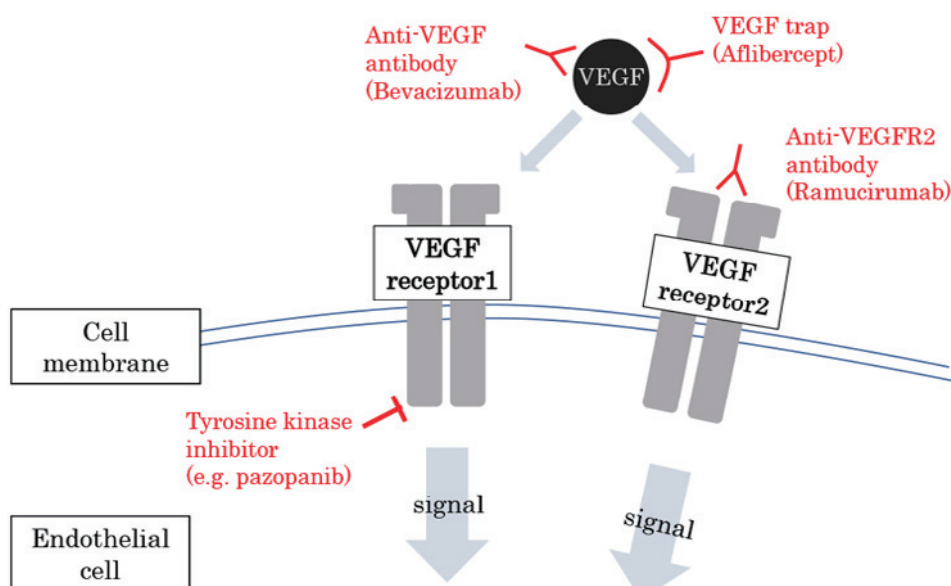 Anti-VEGF
antibody
(Bevacizumab)
VEGF
VEGF trap
(Aflibercept)
Anti-VEGFR2
antibody
(Ramucirumab)
VEGF
receptor1
VEGF
receptor2
Cell
membrane
Tyrosine kinase
inhibitor
(e.g. pazopanib)
signal
signal
Endothelial
cell